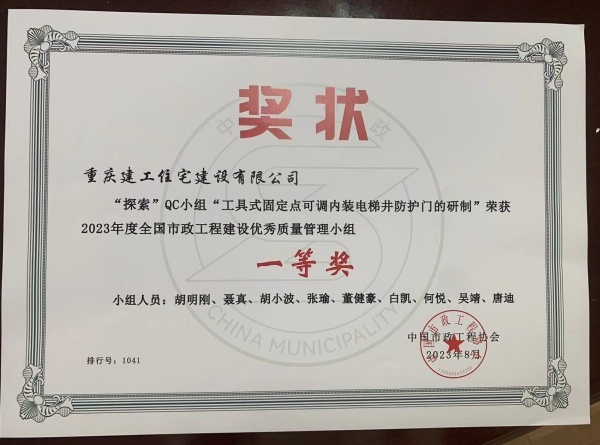 奖状
重庆建工住宅建设有限公司
“探索”QC小组“工具式固定点可调内装电梯井防护门的研制”荣获
2023年度全国市政工程建设优秀质量管理小组
一等奖
小组人员：胡明刚、聂真、胡小波、张瑜、董健豪、白凯、何悦、吴靖、唐迪
中国市政工程协会
2023年8月
排行号：1041
CHINA MUNICIPALITY